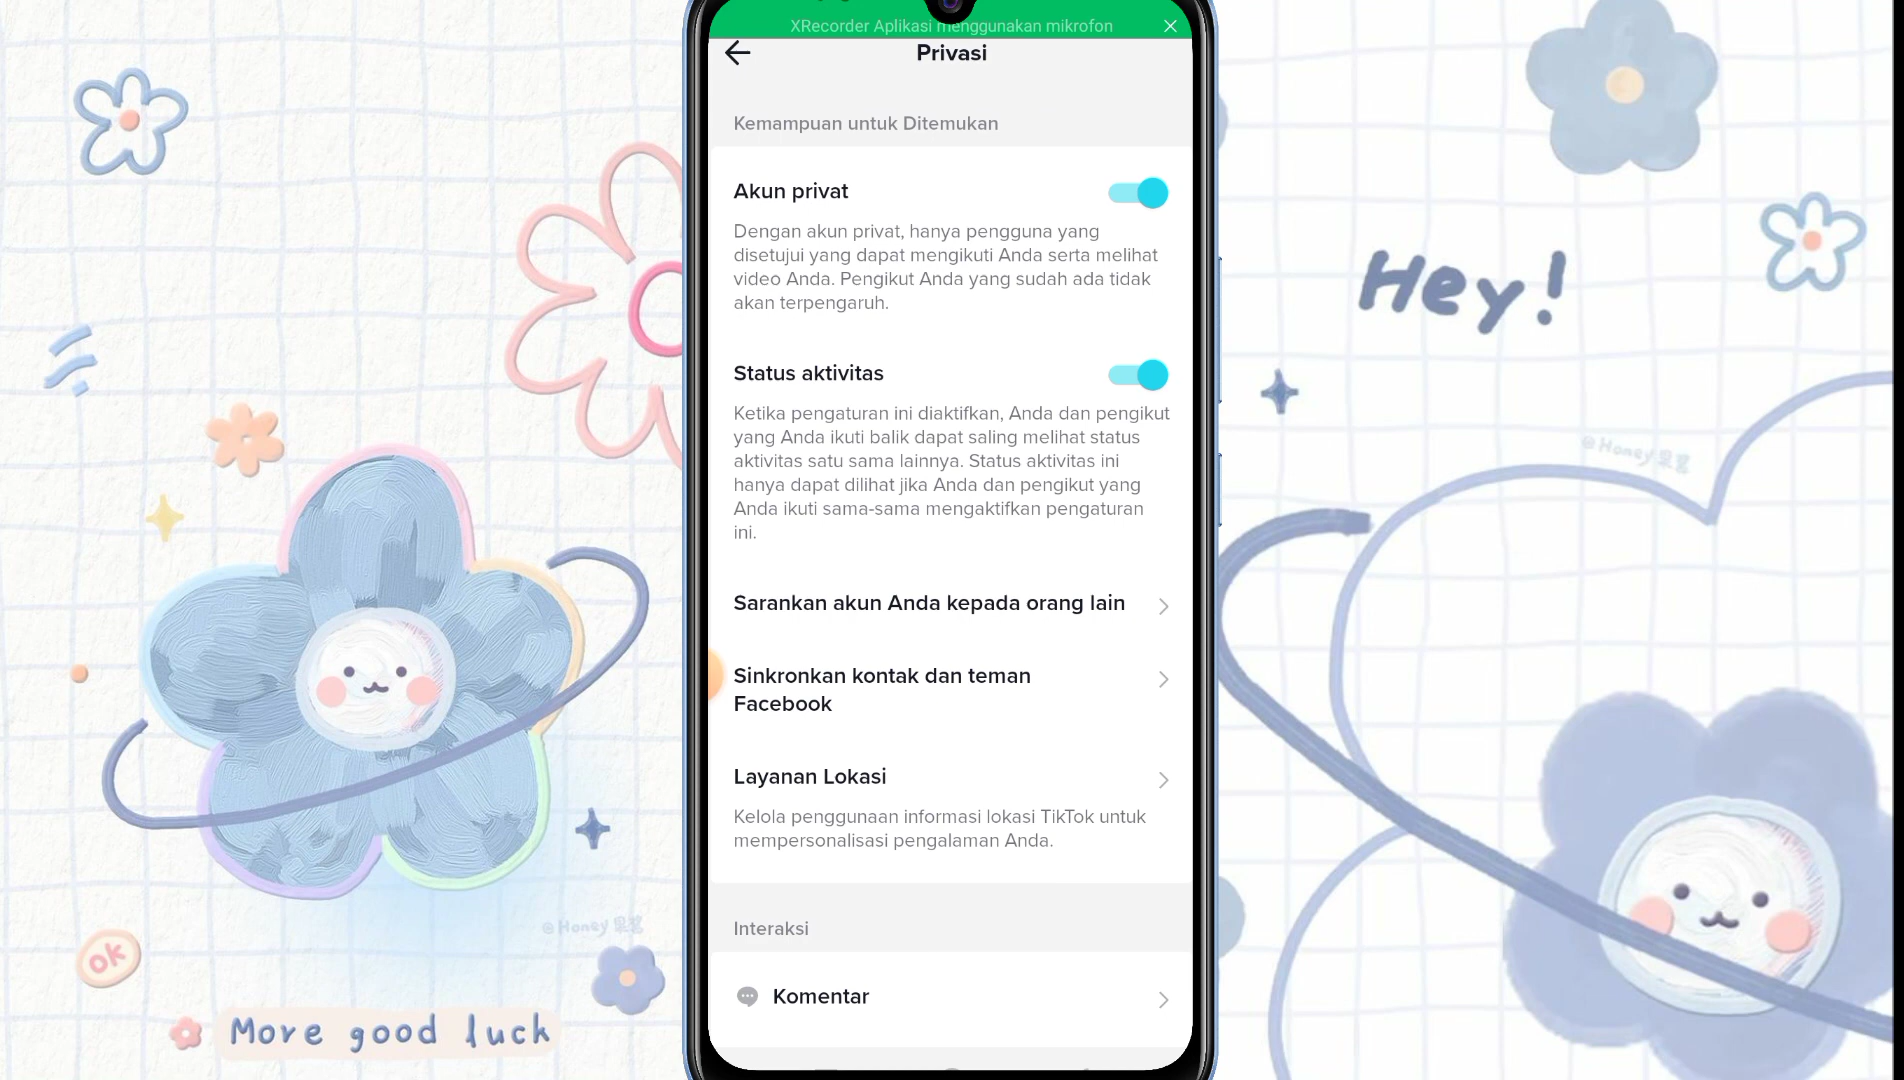 XRecorder Aplikasi menggunakan mikrofon
Privasi
Kemampuan untuk Ditemukan
Akun privat
Dengan akun privat, hanya pengguna yang
disetujui yang dapat mengikuti Anda serta melihat
video Anda. Pengikut Anda yang sudah ada tidak
akan terpengaruh.
Status aktivitas
Ketika pengaturan ini diaktifkan, Anda dan pengikut
yang Anda ikuti balik dapat saling melihat status
aktivitas satu sama lainnya. Status aktivitas ini
hanya dapat dilihat jika Anda dan pengikut yang
Anda ikuti sama-sama mengaktifkan pengaturan
ini.
Sarankan akun Anda kepada orang lain
Sinkronkan kontak dan teman
Facebook
Layanan Lokasi
Kelola penggunaan informasi lokasi TikTok untuk
mempersonalisasi pengalaman Anda.
Interaksi
Komentar
Hey!
@Honey
@Honey
ok
More good luck